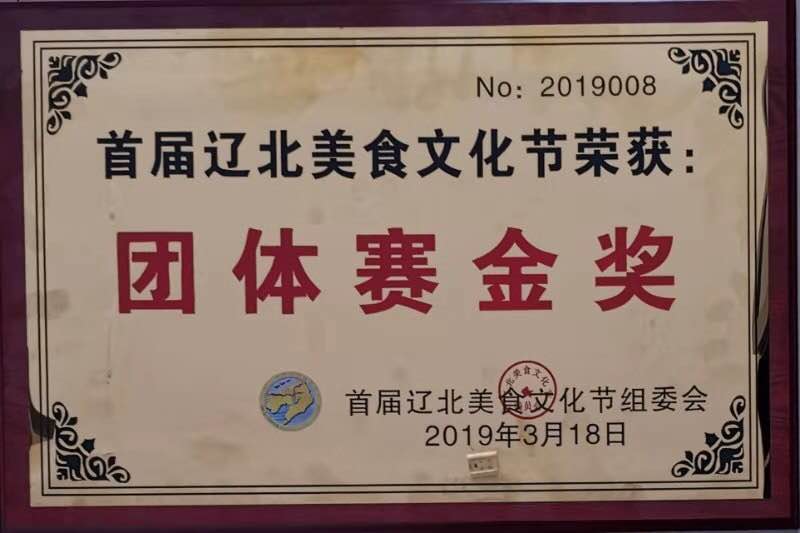 No: 2019008
首届辽北美食文化节荣获:
团体赛金奖
首届辽北美食文化节组委会
2019年3月18日